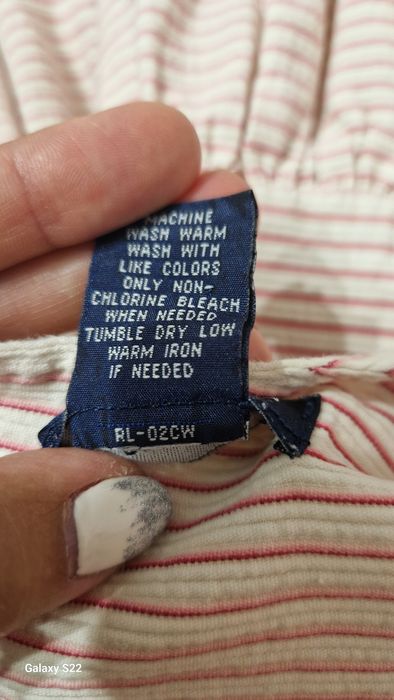 MACHINE
WASH WARM
WASH WITH
LIKE COLORS
ONLY NON-
CHLORINE BLEACH
WHEN NEEDED
TUMBLE DRY LOW
WARM IRON
IF NEEDED
RL-02CW
Galaxy S22